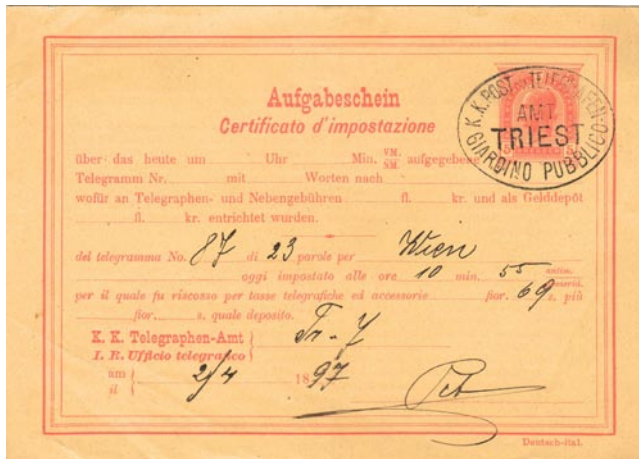 Aufgabeschein
Certificato d'impostazione
K. K. POST- TELEGRAFEN-
AMT
TRIEST
GIARDINO PUBBLICO
5
über das heute um Uhr Min. VM. NM. aufgegebene
Telegramm Nr. mit Worten nach
wofür an Telegraphen- und Nebengebühren fl. kr. und als Gelddepôt
fl. kr. entrichtet wurden.
del telegramma No. 87 di 23 parole per Wien
oggi impostato alle ore 10 min. 55 antim.
per il quale fu riscosso per tasse telegrafiche ed accessorie fior. 69 s. più
fior. s. quale deposito.
K. K. Telegraphen-Amt
I. R. Ufficio telegrafico
Tr. - 7
am
il 2/4 1897
Deutsch-ital.